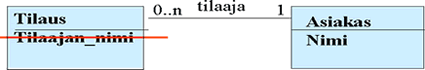 0..n tilaaja 1
Tilaus
Tilaajan_nimi
Asiakas
Nimi